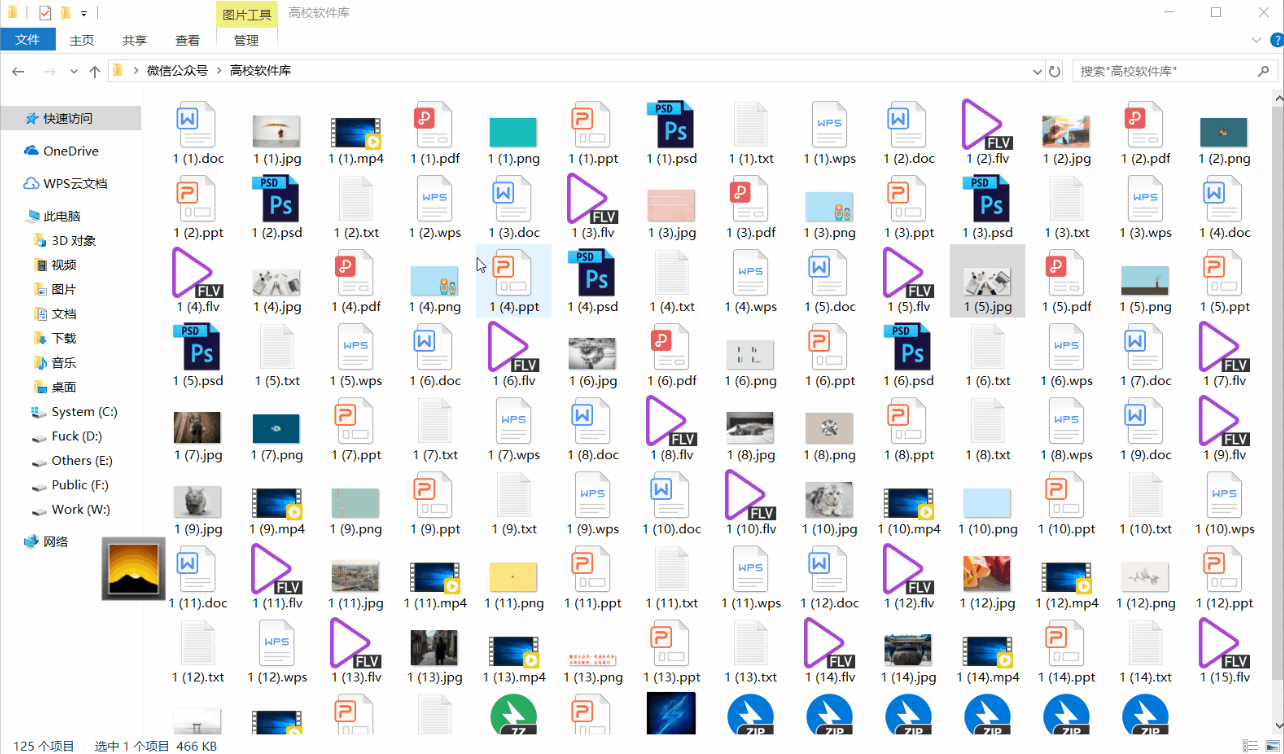 图片工具 高校软件库
文件 主页 共享 查看 管理
微信公众号 高校软件库 搜索"高校软件库"
快速访问
OneDrive
WPS云文档
此电脑
3D 对象
视频
图片
文档
下载
音乐
桌面
System (C:)
Fuck (D:)
Others (E:)
Public (F:)
Work (W:)
网络
1 (1).doc 1 (1).jpg 1 (1).mp4 1 (1).pdf 1 (1).png 1 (1).ppt 1 (1).psd 1 (1).txt 1 (1).wps 1 (2).doc 1 (2).flv 1 (2).jpg 1 (2).pdf 1 (2).png
1 (2).ppt 1 (2).psd 1 (2).txt 1 (2).wps 1 (3).doc 1 (3).flv 1 (3).jpg 1 (3).pdf 1 (3).png 1 (3).ppt 1 (3).psd 1 (3).txt 1 (3).wps 1 (4).doc
1 (4).flv 1 (4).jpg 1 (4).pdf 1 (4).png 1 (4).ppt 1 (4).psd 1 (4).txt 1 (4).wps 1 (5).doc 1 (5).flv 1 (5).jpg 1 (5).pdf 1 (5).png 1 (5).ppt
1 (5).psd 1 (5).txt 1 (5).wps 1 (6).doc 1 (6).flv 1 (6).jpg 1 (6).pdf 1 (6).png 1 (6).ppt 1 (6).psd 1 (6).txt 1 (6).wps 1 (7).doc 1 (7).flv
1 (7).jpg 1 (7).png 1 (7).ppt 1 (7).txt 1 (7).wps 1 (8).doc 1 (8).flv 1 (8).jpg 1 (8).png 1 (8).ppt 1 (8).txt 1 (8).wps 1 (9).doc 1 (9).flv
1 (9).jpg 1 (9).mp4 1 (9).png 1 (9).ppt 1 (9).txt 1 (9).wps 1 (10).doc 1 (10).flv 1 (10).jpg 1 (10).mp4 1 (10).png 1 (10).ppt 1 (10).txt 1 (10).wps
1 (11).doc 1 (11).flv 1 (11).jpg 1 (11).mp4 1 (11).png 1 (11).ppt 1 (11).txt 1 (11).wps 1 (12).doc 1 (12).flv 1 (12).jpg 1 (12).mp4 1 (12).png 1 (12).ppt
1 (12).txt 1 (12).wps 1 (13).flv 1 (13).jpg 1 (13).mp4 1 (13).png 1 (13).ppt 1 (13).txt 1 (14).flv 1 (14).jpg 1 (14).mp4 1 (14).ppt 1 (14).txt 1 (15).flv
7Z ZIP ZIP ZIP ZIP ZIP ZIP
125 个项目 选中 1 个项目 466 KB